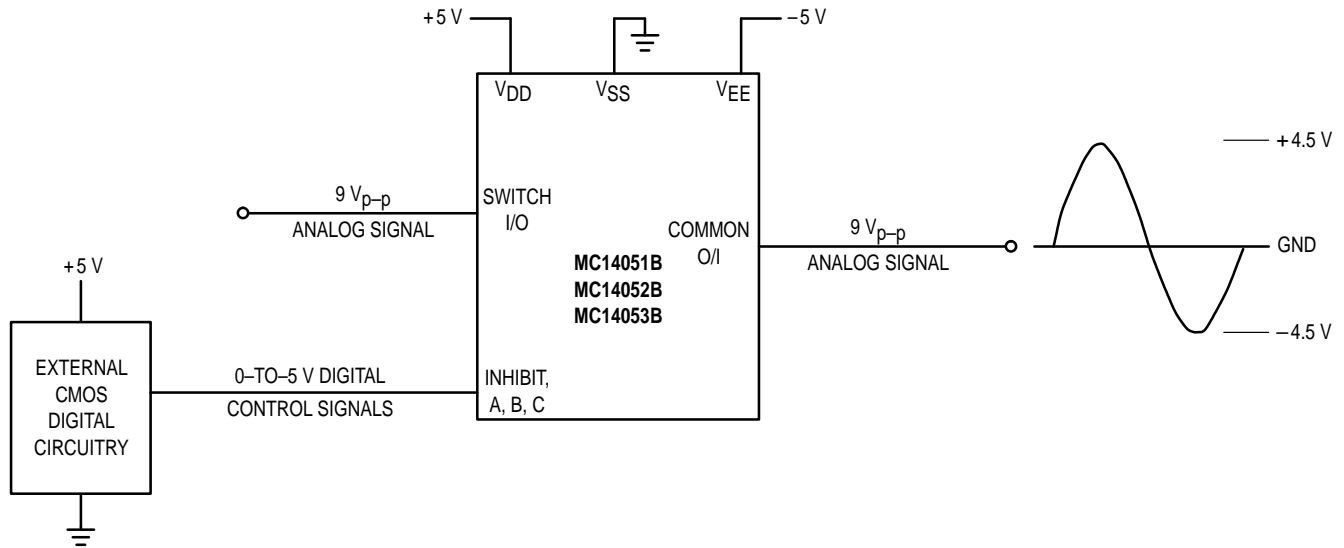 +5 V
−5 V
VDD
VSS
VEE
+4.5 V
9 Vp–p
ANALOG SIGNAL
SWITCH
I/O
COMMON
O/I
9 Vp–p
ANALOG SIGNAL
GND
MC14051B
MC14052B
MC14053B
−4.5 V
+5 V
EXTERNAL
CMOS
DIGITAL
CIRCUITRY
0–TO–5 V DIGITAL
CONTROL SIGNALS
INHIBIT,
A, B, C